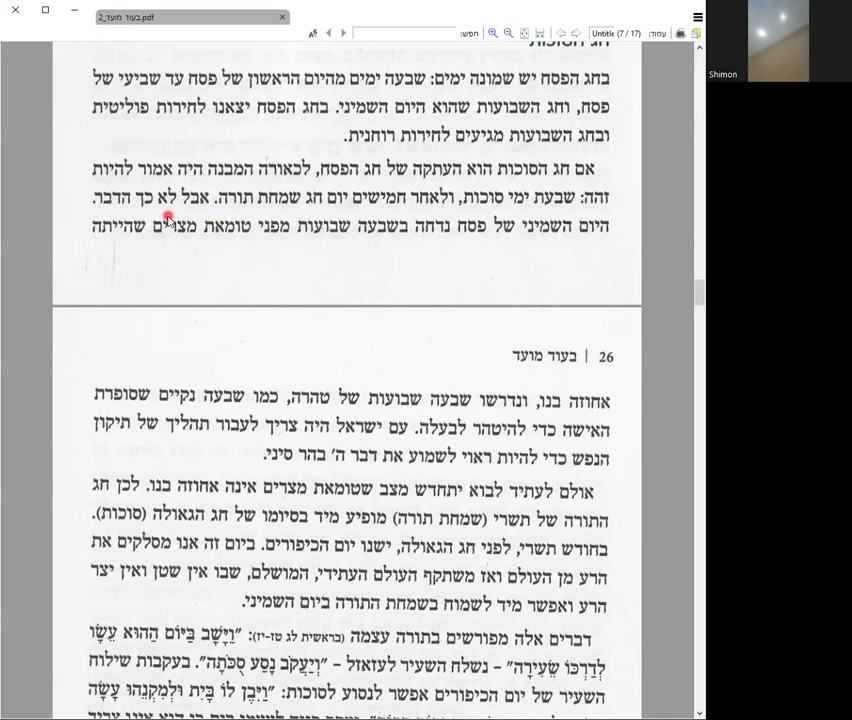 בעוד מועד_2.pdf
עמוד: Untitle (7 / 17)
חיפש:
Shimon
חג הסוכות
בחג הפסח יש שמונה ימים: שבעה ימים מהיום הראשון של פסח עד שביעי של
פסח, וחג השבועות שהוא היום השמיני. בחג הפסח יצאנו לחירות פוליטית
ובחג השבועות מגיעים לחירות רוחנית.
אם חג הסוכות הוא העתקה של חג הפסח, לכאורה המבנה היה אמור להיות
זהה: שבעת ימי סוכות, ולאחר חמישים יום חג שמחת תורה. אבל לא כך הדבר.
היום השמיני של פסח נדחה בשבעה שבועות מפני טומאת מצרים שהייתה
26 | בעוד מועד
אחוזה בנו, ונדרשו שבעה שבועות של טהרה, כמו שבעה נקיים שסופרת
האישה כדי להיטהר לבעלה. עם ישראל היה צריך לעבור תהליך של תיקון
הנפש כדי להיות ראוי לשמוע את דבר ה׳ בהר סיני.
אולם לעתיד לבוא יתחדש מצב שטומאת מצרים אינה אחוזה בנו. לכן חג
התורה של תשרי (שמחת תורה) מופיע מיד בסיומו של חג הגאולה (סוכות).
בחודש תשרי, לפני חג הגאולה, ישנו יום הכיפורים. ביום זה אנו מסלקים את
הרע מן העולם ואז משתקף העולם העתידי, המושלם, שבו אין שטן ואין יצר
הרע ואפשר מיד לשמוח בשמחת התורה ביום השמיני.
דברים אלה מפורשים בתורה עצמה (בראשית לג טז-יז): ״וַיָּשָׁב בַּיּוֹם הַהוּא עֵשָׂו
לְדַרְכּוֹ שֵׂעִירָה״ – נשלח השעיר לעזאזל – ״וְיַעֲקֹב נָסַע סֻכֹּתָה״. בעקבות שילוח
השעיר של יום הכיפורים אפשר לנסוע לסוכות: ״וַיִּבֶן לוֹ בָּיִת וּלְמִקְנֵהוּ עָשָׂה